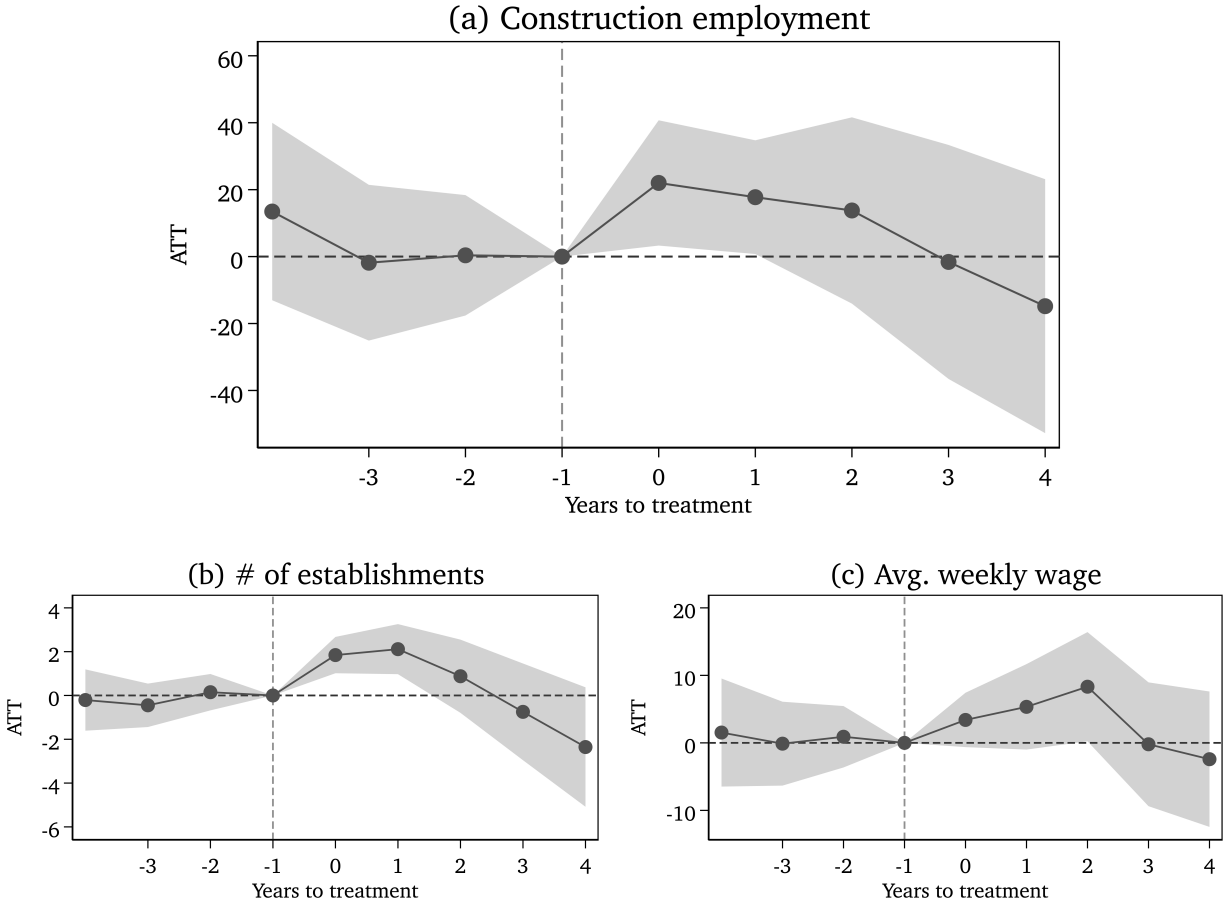 (a) Construction employment
60
40
20
0
-20
-40
ATT
-3 -2 -1 0 1 2 3 4
Years to treatment
(b) # of establishments
4
2
0
-2
-4
-6
ATT
-3 -2 -1 0 1 2 3 4
Years to treatment
(c) Avg. weekly wage
20
10
0
-10
ATT
-3 -2 -1 0 1 2 3 4
Years to treatment